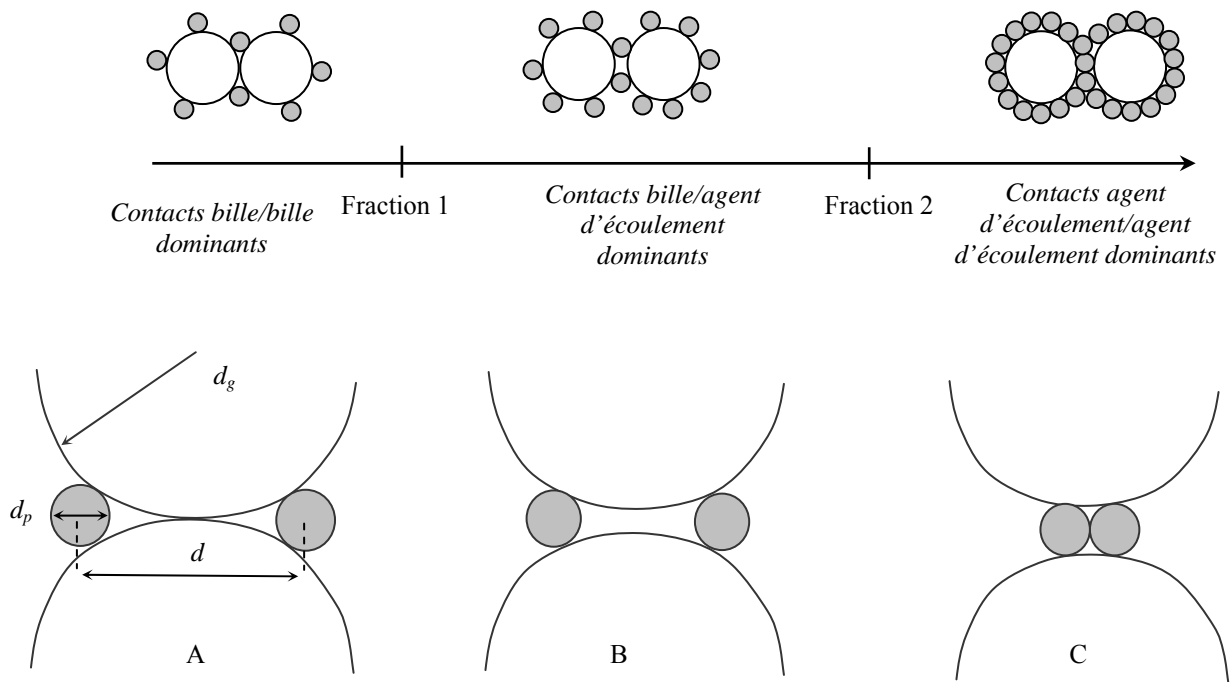 Contacts bille/bille
dominants
Fraction 1
Contacts bille/agent
d'écoulement
dominants
Fraction 2
Contacts agent
d'écoulement/agent
d'écoulement dominants
d_g
d_p
d
A
B
C